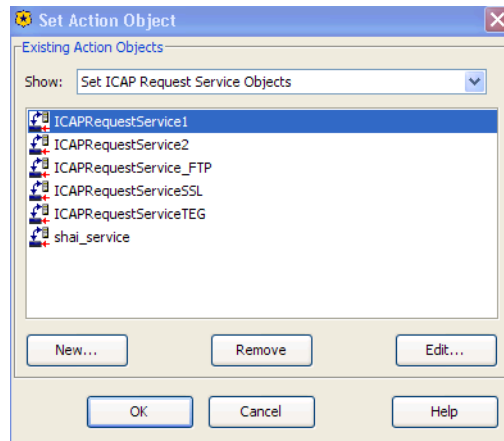 Set Action Object
Existing Action Objects
Show: Set ICAP Request Service Objects
ICAPRequestService1
ICAPRequestService2
ICAPRequestService_FTP
ICAPRequestServiceSSL
ICAPRequestServiceTEG
shai_service
New... Remove Edit...
OK Cancel Help